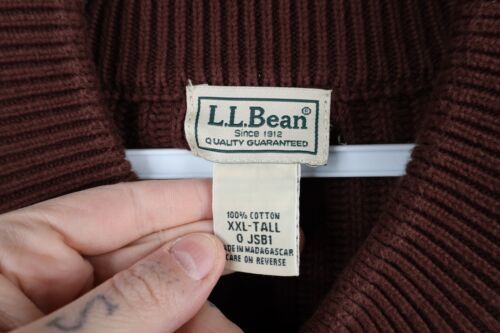 L.L.Bean®
Since 1912
QUALITY GUARANTEED
100% COTTON
XXL-TALL
0 JSB1
MADE IN MADAGASCAR
CARE ON REVERSE